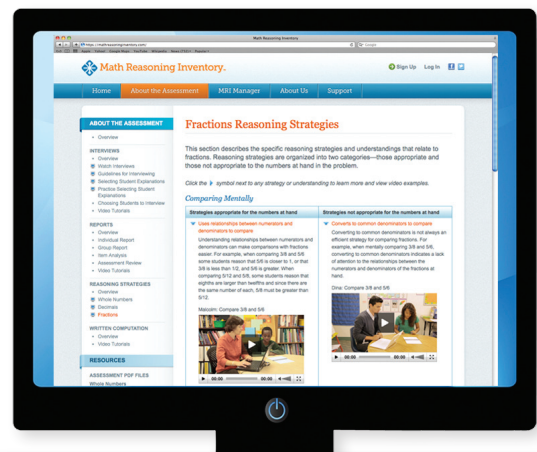 Math Reasoning Inventory
https://mathreasoninginventory.com/
Google
Math Reasoning Inventory.
Sign Up Log In
Home About the Assessment MRI Manager About Us Support
ABOUT THE ASSESSMENT
Overview
INTERVIEWS
Overview
Watch Interviews
Guidelines for Interviewing
Selecting Student Explanations
Practice Selecting Student
Explanations
Choosing Students to Interview
Video Tutorials
REPORTS
Overview
Individual Report
Group Report
Item Analysis
Assessment Review
Video Tutorials
REASONING STRATEGIES
Overview
Whole Numbers
Decimals
Fractions
WRITTEN COMPUTATION
Overview
Video Tutorials
RESOURCES
ASSESSMENT PDF FILES
Whole Numbers
Fractions Reasoning Strategies
This section describes the specific reasoning strategies and understandings that relate to
fractions. Reasoning strategies are organized into two categories—those appropriate and
those not appropriate to the numbers at hand in the problem.
Click the symbol next to any strategy or understanding to learn more and view video examples.
Comparing Mentally
Strategies appropriate for the numbers at hand
Uses relationships between numerators and
denominators to compare
Understanding relationships between numerators and
denominators can make comparisons with fractions
easier. For example, when comparing 3/8 and 5/6
some students reason that 5/6 is closer to 1, or that
3/8 is less than 1/2, and 5/6 is greater. When
comparing 5/12 and 5/8, some students reason that
eighths are larger than twelfths and since there are
the same number of each, 5/8 must be greater than
5/12.
Malcolm: Compare 3/8 and 5/6
00:00 00:00
Strategies not appropriate for the numbers at hand
Converts to common denominators to compare
Converting to common denominators is not always an
efficient strategy for comparing fractions. For
example, when mentally comparing 3/8 and 5/6,
converting to common denominators indicates a lack
of attention to the relationships between the
numerators and denominators of the fractions at
hand.
Dina: Compare 3/8 and 5/6
00:00 00:00